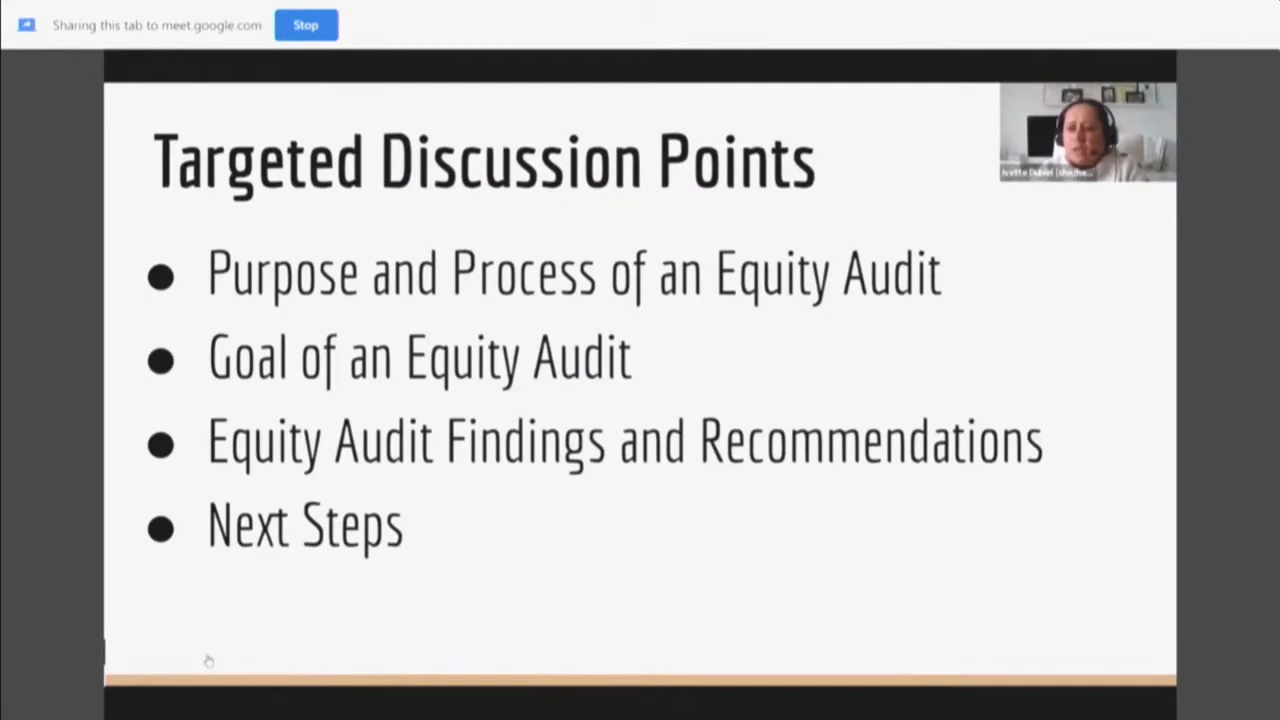 Sharing this tab to meet.google.com
Stop
Targeted Discussion Points
● Purpose and Process of an Equity Audit
● Goal of an Equity Audit
● Equity Audit Findings and Recommendations
● Next Steps
Ivette